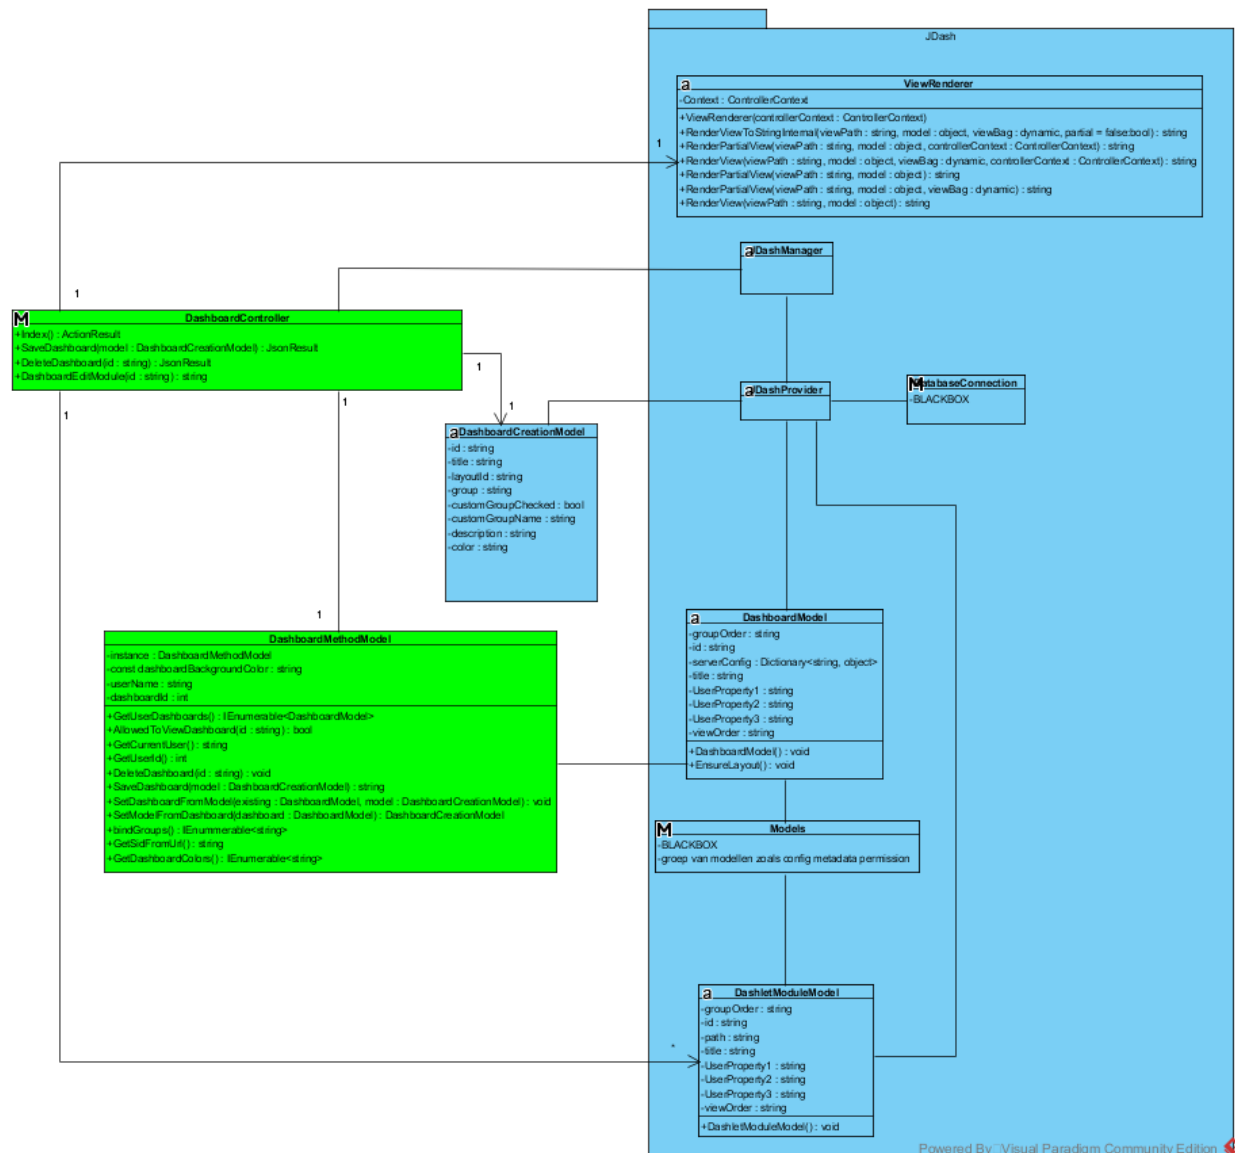 JDash
a
ViewRenderer
-Context : ControllerContext
+ViewRenderer(controllerContext : ControllerContext)
+RenderViewToStringInternal(viewPath : string, model : object, viewBag : dynamic, partial = false:bool) : string
+RenderPartialView(viewPath : string, model : object, controllerContext : ControllerContext) : string
+RenderView(viewPath : string, model : object, viewBag : dynamic, controllerContext : ControllerContext) : string
+RenderPartialView(viewPath : string, model : object) : string
+RenderPartialView(viewPath : string, model : object, viewBag : dynamic) : string
+RenderView(viewPath : string, model : object) : string
1
a
JDashManager
1
M
DashboardController
+Index() : ActionResult
+SaveDashboard(model : DashboardCreationModel) : JsonResult
+DeleteDashboard(id : string) : JsonResult
+DashboardEditModule(id : string) : string
1
1
1
1
a
JDashProvider
M
DatabaseConnection
-BLACKBOX
a
DashboardCreationModel
-id : string
-title : string
-layoutId : string
-group : string
-customGroupChecked : bool
-customGroupName : string
-description : string
-color : string
1
DashboardMethodModel
-instance : DashboardMethodModel
-const dashboardBackgroundColor : string
-userName : string
-dashboardId : int
+GetUserDashboards() : IEnumerable<DashboardModel>
+AllowedToViewDashboard(id : string) : bool
+GetCurrentUser() : string
+GetUserId() : int
+DeleteDashboard(id : string) : void
+SaveDashboard(model : DashboardCreationModel) : string
+SetDashboardFromModel(existing : DashboardModel, model : DashboardCreationModel) : void
+SetModelFromDashboard(dashboard : DashboardModel) : DashboardCreationModel
+bindGroups() : IEnummerable<string>
+GetSidFromUrl() : string
+GetDashboardColors() : IEnumerable<string>
a
DashboardModel
-groupOrder : string
-id : string
-serverConfig : Dictionary<string, object>
-title : string
-UserProperty1 : string
-UserProperty2 : string
-UserProperty3 : string
-viewOrder : string
+DashboardModel() : void
+EnsureLayout() : void
M
Models
-BLACKBOX
-groep van modellen zoals config metadata permission
a
DashletModuleModel
-groupOrder : string
-id : string
-path : string
-title : string
-UserProperty1 : string
-UserProperty2 : string
-UserProperty3 : string
-viewOrder : string
+DashletModuleModel() : void
*
Powered By Visual Paradigm Community Edition